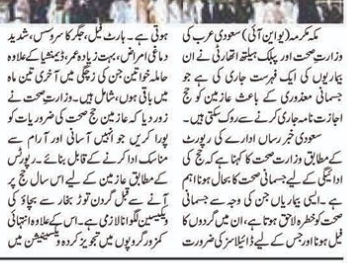 مکہ مکرمہ (یو این آئی) سعودی عرب کی
وزارت صحت اور پبلک ہیلتھ اتھارٹی نے ان
بیماریوں کی ایک فہرست جاری کی ہے جو
جسمانی معذوری کے باعث عازمین کو حج
اجازت نامہ جاری کرنے سے روک سکتی ہیں۔
سعودی خبر رساں ادارے کی رپورٹ
کے مطابق وزارت صحت کا کہنا ہے کہ حج کی
ادائیگی کے لیے جسمانی صحت کا بحال ہونا اہم
ہے۔ ایسی بیماریاں جن کی وجہ سے جسمانی
صحت کو خطرہ لاحق ہوتا ہے، ان میں گردوں کا
فیل ہونا اور جس کے لیے ڈائیلاسز کی ضرورت
ہوتی ہے۔ ہارٹ فیل، جگر کا سروسس، شدید
دماغی امراض، بہت زیادہ عمر، ڈیمنشیا کے علاوہ
حاملہ خواتین جن کی زچگی میں آخری تین ماہ
میں باقی ہوں، شامل ہیں۔ وزارت صحت نے
زور دیا کہ عازمین حج صحت کی ضروریات کو
پورا کریں جو انہیں آسانی اور آرام سے
مناسک ادا کرنے کے قابل بنائے۔ رپورٹس
کے مطابق عازمین کے لیے اس سال حج پر
آنے سے قبل گردن توڑ بخار سے بچاؤ کی
ویکسین لگوانا لازمی ہے۔ اس کے علاوہ انتہائی
کمزور گروپوں میں تجویز کردہ ویکسینیشن میں